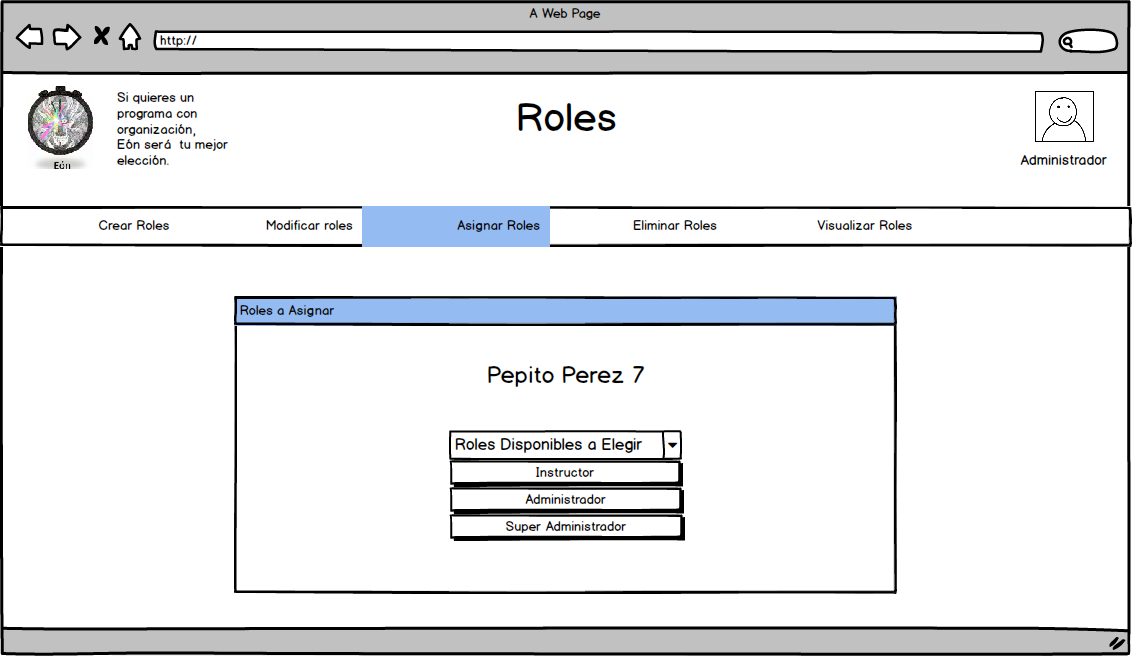 A Web Page
http://
Si quieres un
programa con
organización,
Eón será tu mejor
elección.
Eón
Roles
Administrador
Crear Roles
Modificar roles
Asignar Roles
Eliminar Roles
Visualizar Roles
Roles a Asignar
Pepito Perez 7
Roles Disponibles a Elegir
Instructor
Administrador
Super Administrador